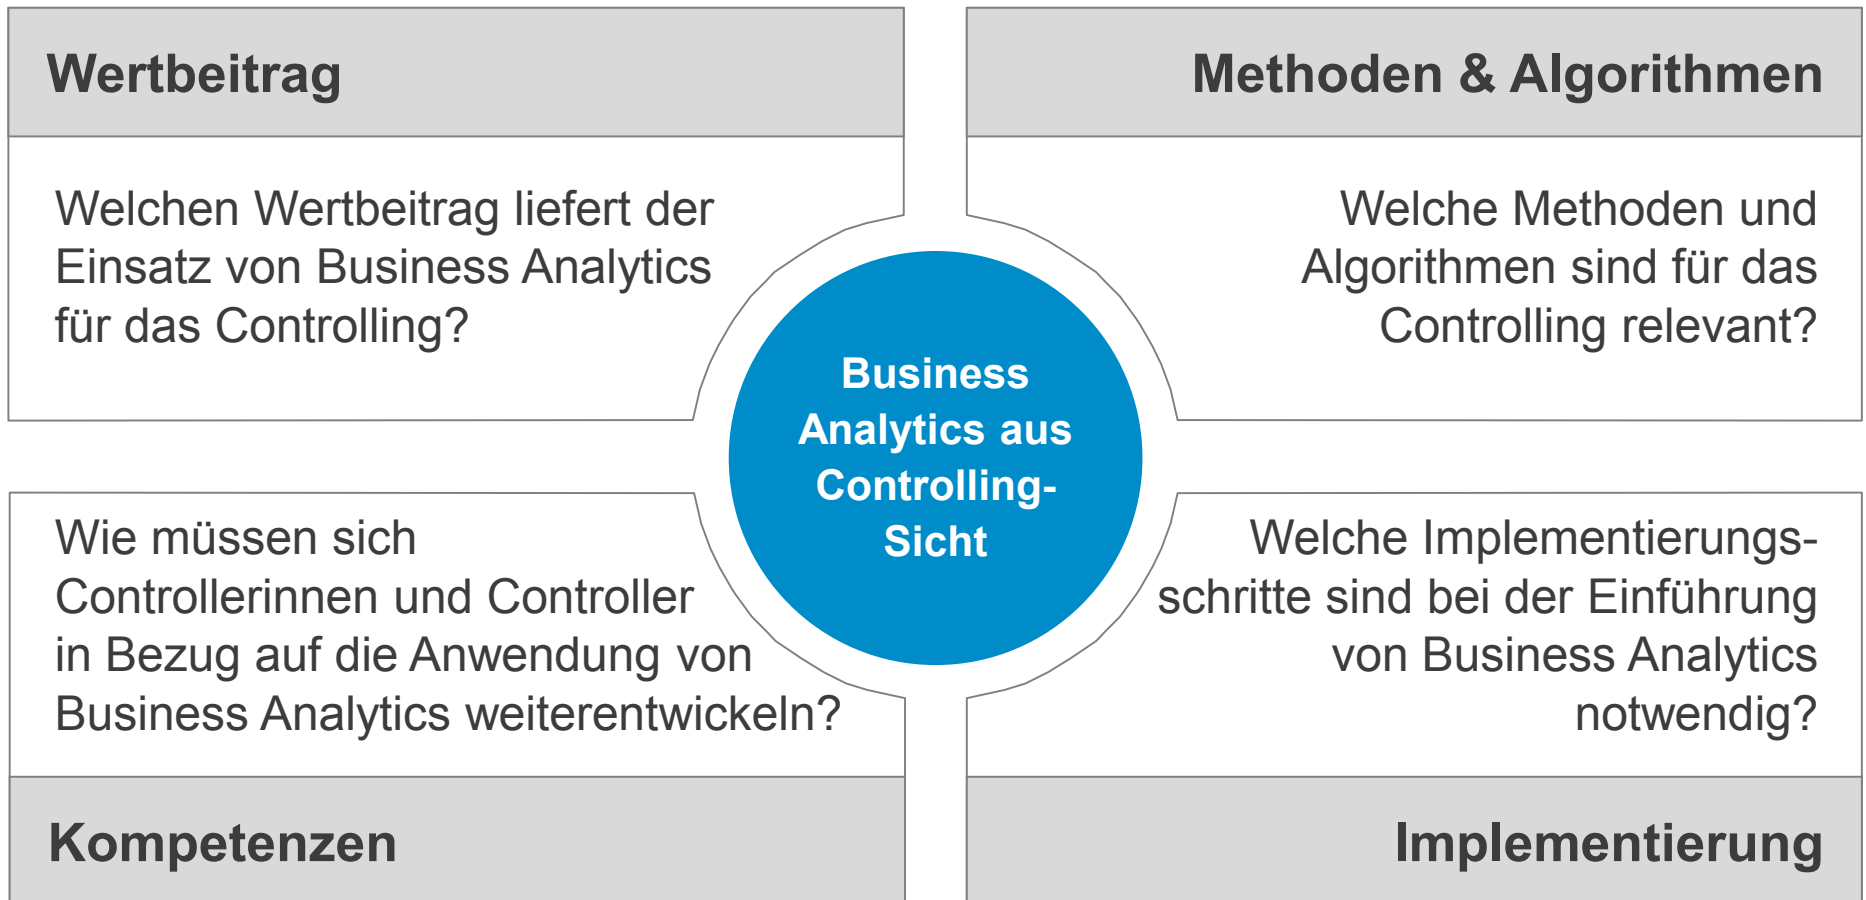 Wertbeitrag
Welchen Wertbeitrag liefert der
Einsatz von Business Analytics
für das Controlling?
Methoden & Algorithmen
Welche Methoden und
Algorithmen sind für das
Controlling relevant?
Business
Analytics aus
Controlling-
Sicht
Wie müssen sich
Controllerinnen und Controller
in Bezug auf die Anwendung von
Business Analytics weiterentwickeln?
Kompetenzen
Welche Implementierungs-
schritte sind bei der Einführung
von Business Analytics
notwendig?
Implementierung